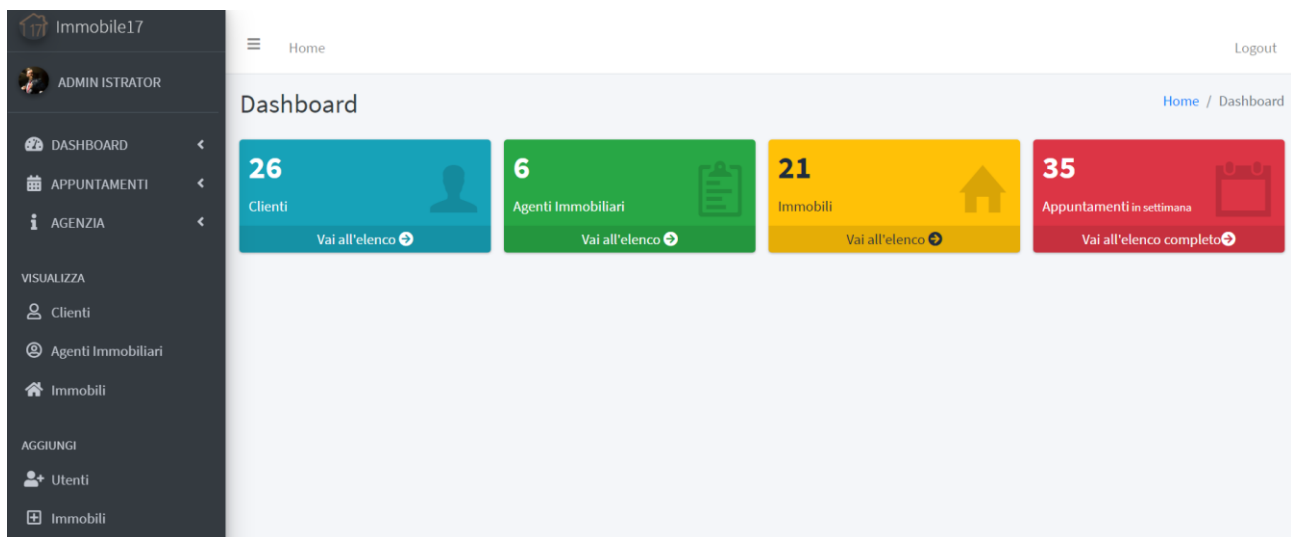 17 Immobile17
ADMIN ISTRATOR
DASHBOARD
APPUNTAMENTI
AGENZIA
VISUALIZZA
Clienti
Agenti Immobiliari
Immobili
AGGIUNGI
Utenti
Immobili
Home
Logout
Dashboard
Home / Dashboard
26
Clienti
Vai all'elenco
6
Agenti Immobiliari
Vai all'elenco
21
Immobili
Vai all'elenco
35
Appuntamenti in settimana
Vai all'elenco completo